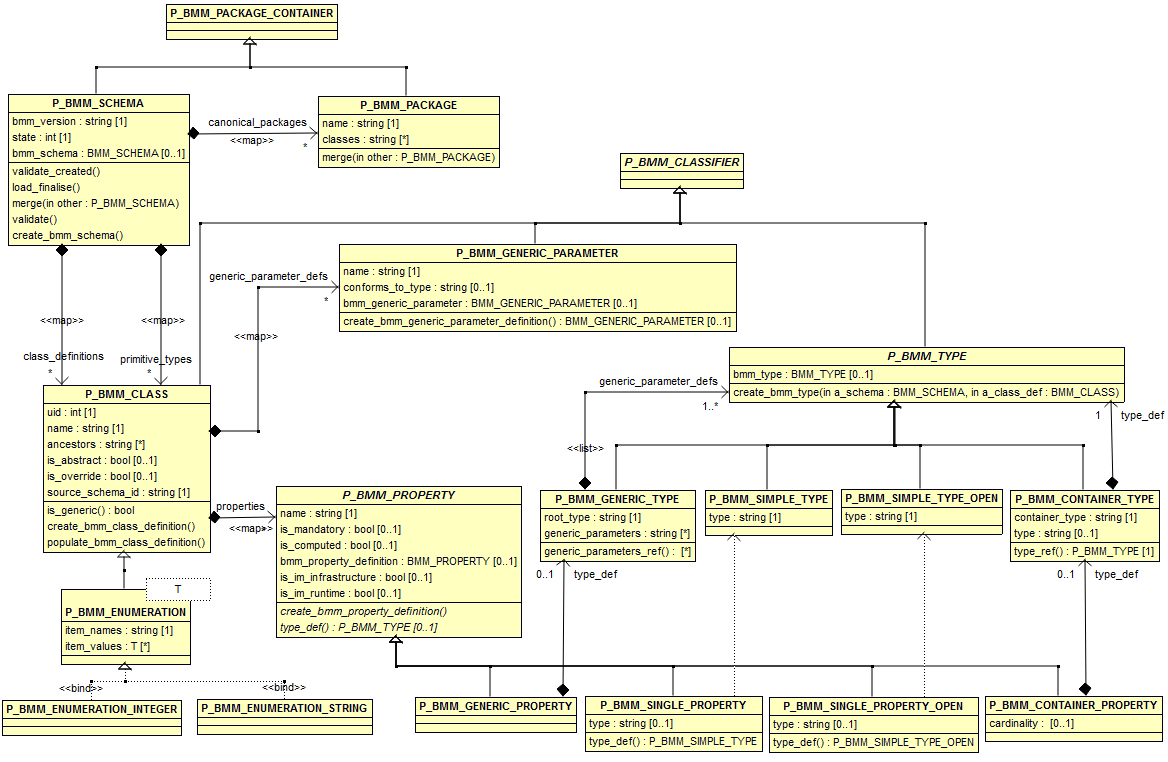 P_BMM_PACKAGE_CONTAINER
P_BMM_SCHEMA
bmm_version : string [1]
state : int [1]
bmm_schema : BMM_SCHEMA [0..1]
validate_created()
load_finalise()
merge(in other : P_BMM_SCHEMA)
validate()
create_bmm_schema()
canonical_packages
<<map>>
*
P_BMM_PACKAGE
name : string [1]
classes : string [*]
merge(in other : P_BMM_PACKAGE)
P_BMM_CLASSIFIER
<<map>>
class_definitions
*
<<map>>
primitive_types
*
generic_parameter_defs
*
<<map>>
P_BMM_GENERIC_PARAMETER
name : string [1]
conforms_to_type : string [0..1]
bmm_generic_parameter : BMM_GENERIC_PARAMETER [0..1]
create_bmm_generic_parameter_definition() : BMM_GENERIC_PARAMETER [0..1]
P_BMM_TYPE
bmm_type : BMM_TYPE [0..1]
create_bmm_type(in a_schema : BMM_SCHEMA, in a_class_def : BMM_CLASS)
generic_parameter_defs
1..*
<<list>>
1
type_def
P_BMM_CLASS
uid : int [1]
name : string [1]
ancestors : string [*]
is_abstract : bool [0..1]
is_override : bool [0..1]
source_schema_id : string [1]
is_generic() : bool
create_bmm_class_definition()
populate_bmm_class_definition()
properties
<<map>>
*
P_BMM_PROPERTY
name : string [1]
is_mandatory : bool [0..1]
is_computed : bool [0..1]
bmm_property_definition : BMM_PROPERTY [0..1]
is_im_infrastructure : bool [0..1]
is_im_runtime : bool [0..1]
create_bmm_property_definition()
type_def() : P_BMM_TYPE [0..1]
P_BMM_GENERIC_TYPE
root_type : string [1]
generic_parameters : string [*]
generic_parameters_ref() : [*]
P_BMM_SIMPLE_TYPE
type : string [1]
P_BMM_SIMPLE_TYPE_OPEN
type : string [1]
P_BMM_CONTAINER_TYPE
container_type : string [1]
type : string [0..1]
type_ref() : P_BMM_TYPE [1]
0..1
type_def
0..1
type_def
T
P_BMM_ENUMERATION
item_names : string [1]
item_values : T [*]
<<bind>>
<<bind>>
P_BMM_ENUMERATION_INTEGER
P_BMM_ENUMERATION_STRING
P_BMM_GENERIC_PROPERTY
P_BMM_SINGLE_PROPERTY
type : string [0..1]
type_def() : P_BMM_SIMPLE_TYPE
P_BMM_SINGLE_PROPERTY_OPEN
type : string [0..1]
type_def() : P_BMM_SIMPLE_TYPE_OPEN
P_BMM_CONTAINER_PROPERTY
cardinality : [0..1]